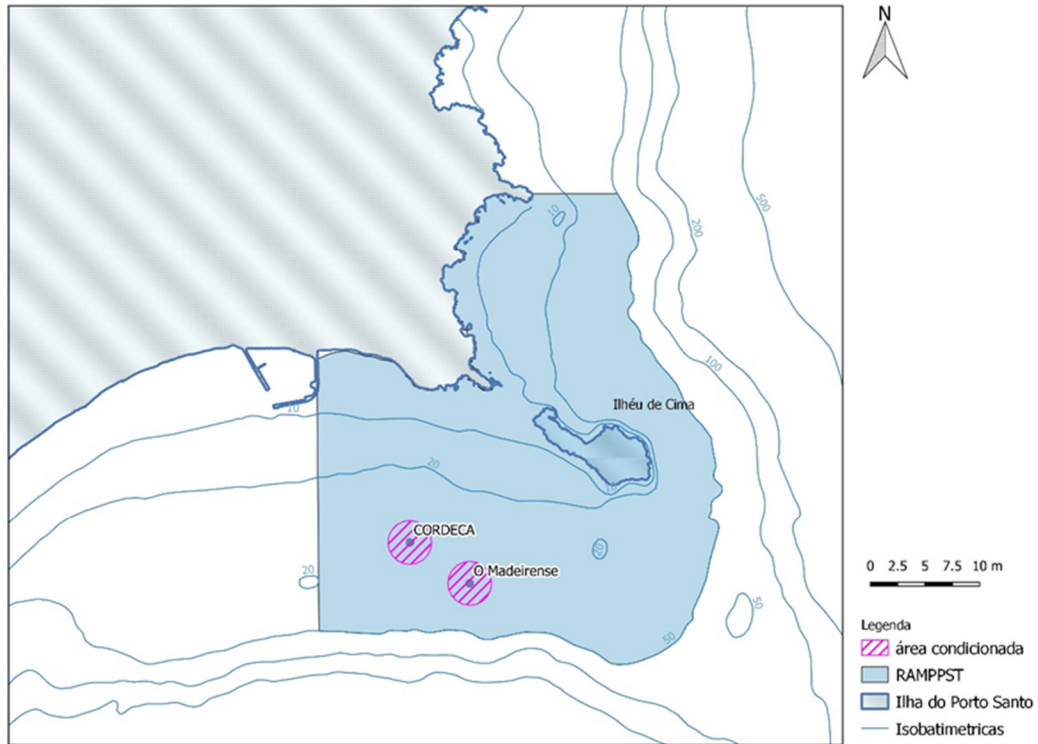 N
10
500
200
100
Ilhéu de Cima
10
20
CORDECA
20
O Madeirense
20
50
50
0 2.5 5 7.5 10 m
Legenda
área condicionada
RAMPPST
Ilha do Porto Santo
Isobatimetricas